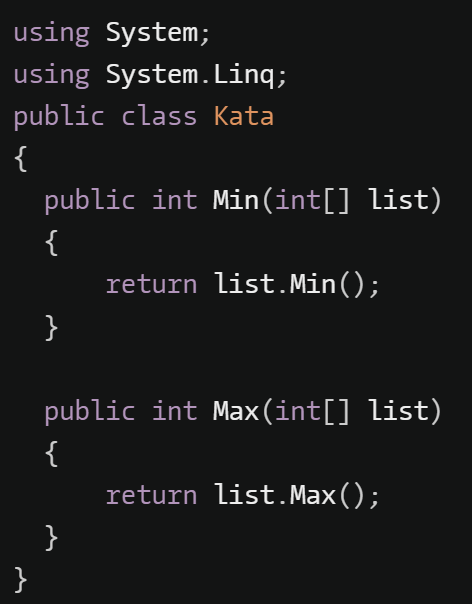 using System;
using System.Linq;
public class Kata
{
  public int Min(int[] list)
  {
      return list.Min();
  }

  public int Max(int[] list)
  {
      return list.Max();
  }
}